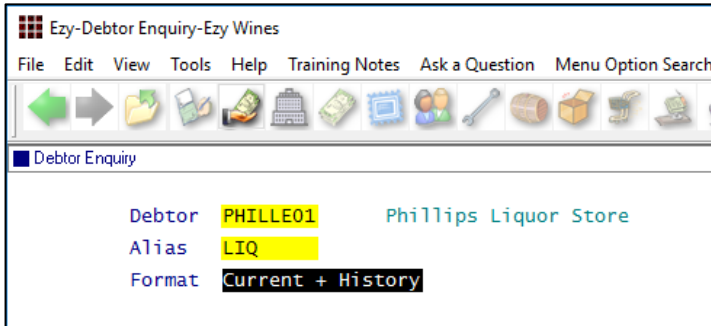 Ezy-Debtor Enquiry-Ezy Wines
File Edit View Tools Help Training Notes Ask a Question Menu Option Search
Debtor Enquiry
Debtor PHILLE01 Phillips Liquor Store
Alias LIQ
Format Current + History